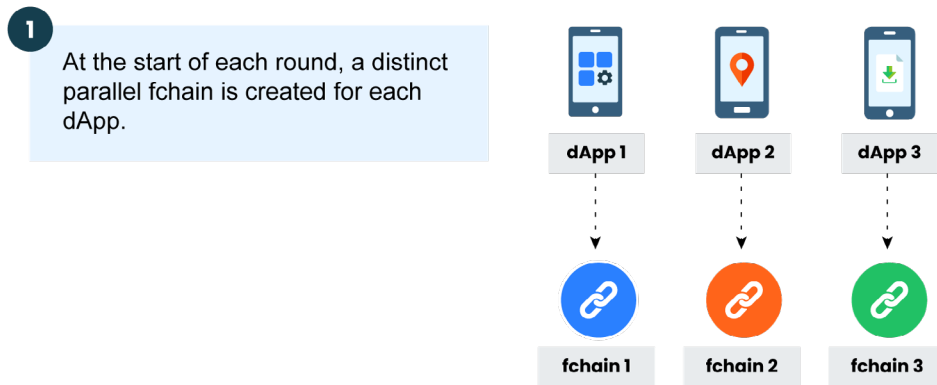 1
At the start of each round, a distinct
parallel fchain is created for each
dApp.
dApp 1
dApp 2
dApp 3
fchain 1
fchain 2
fchain 3